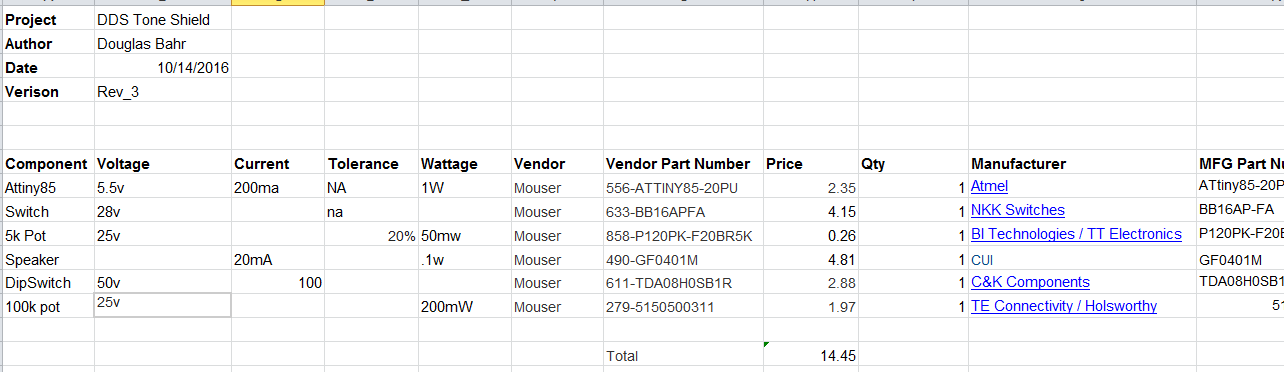 Project DDS Tone Shield
Author Douglas Bahr
Date 10/14/2016
Verison Rev_3
Component Voltage Current Tolerance Wattage Vendor Vendor Part Number Price Qty Manufacturer MFG Part
Attiny85 5.5v 200ma NA 1W Mouser 556-ATTINY85-20PU 2.35 1 Atmel ATtiny85-20P
Switch 28v na Mouser 633-BB16APFA 4.15 1 NKK Switches BB16AP-FA
5k Pot 25v 20% 50mw Mouser 858-P120PK-F20BR5K 0.26 1 BI Technologies / TT Electronics P120PK-F20B
Speaker 20mA .1w Mouser 490-GF0401M 4.81 1 CUI GF0401M
DipSwitch 50v 100 Mouser 611-TDA08H0SB1R 2.88 1 C&K Components TDA08H0SB1
100k pot 25v 200mW Mouser 279-5150500311 1.97 1 TE Connectivity / Holsworthy
Total 14.45